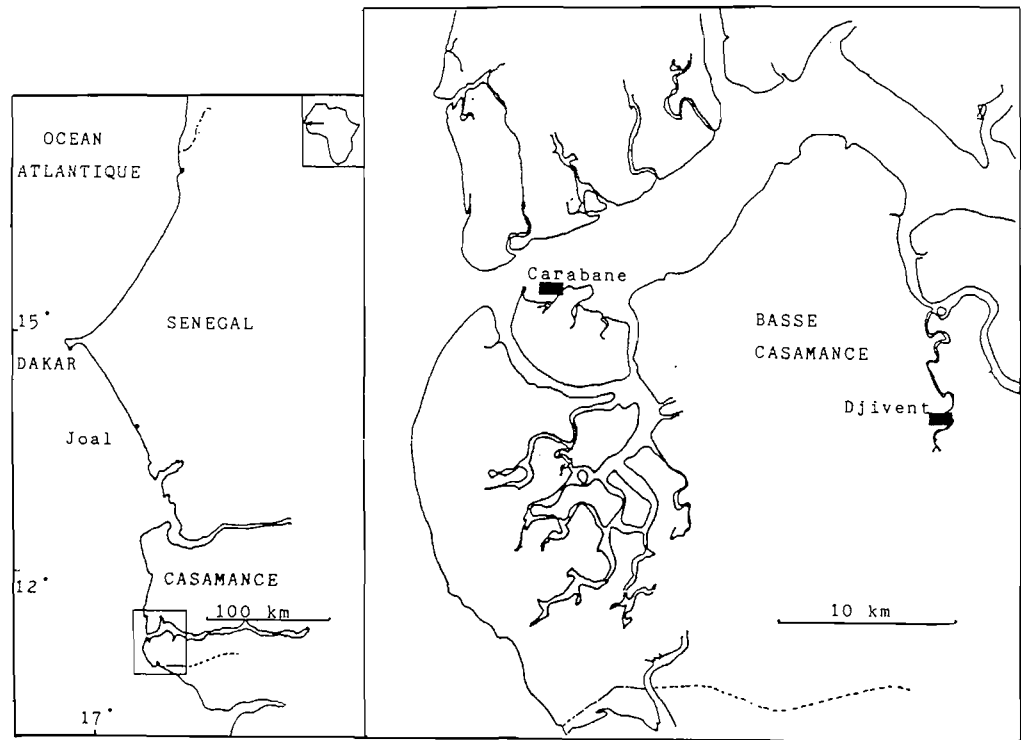 OCEAN
ATLANTIQUE
15°
SENEGAL
DAKAR
Joal
12°
CASAMANCE
100 km
17°
Carabane
BASSE
CASAMANCE
Djivent
10 km